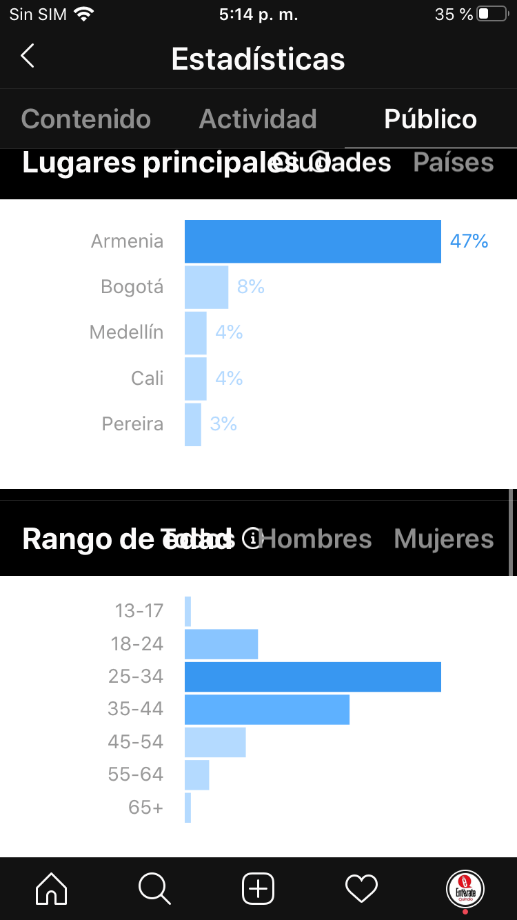 Sin SIM 5:14 p. m. 35 %
Estadísticas
Contenido Actividad Público
Lugares principales Ciudades Países
Armenia 47%
Bogotá 8%
Medellín 4%
Cali 4%
Pereira 3%
Rango de edad Todos Hombres Mujeres
13-17
18-24
25-34
35-44
45-54
55-64
65+